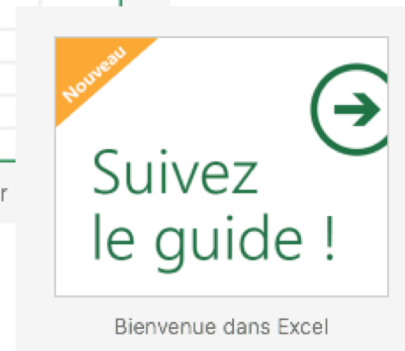 Nouveau
Suivez
le guide !
r
Bienvenue dans Excel